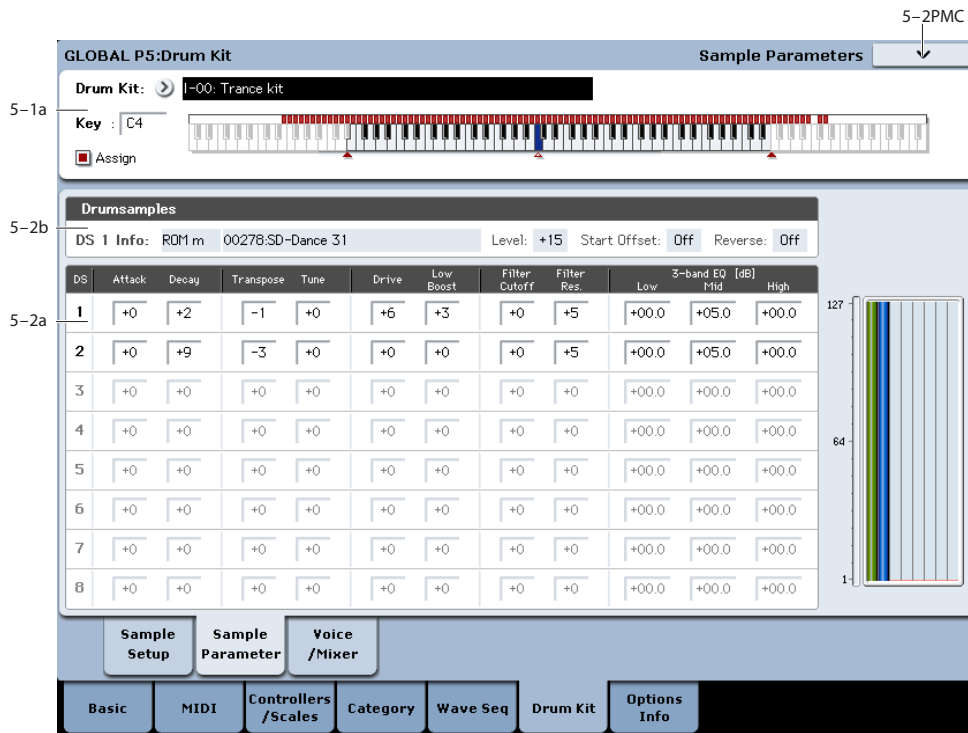 5–2PMC
GLOBAL P5:Drum Kit Sample Parameters
Drum Kit: I-00: Trance kit
5–1a
Key : C4
Assign
Drumsamples
5–2b
DS 1 Info: ROM m 00278:SD-Dance 31 Level: +15 Start Offset: Off Reverse: Off
DS Attack Decay Transpose Tune Drive Low Boost Filter Cutoff Filter Res. 3-band EQ [dB] Low Mid High
5–2a
1 +0 +2 -1 +0 +6 +3 +0 +5 +00.0 +05.0 +00.0
2 +0 +9 -3 +0 +0 +0 +0 +5 +00.0 +05.0 +00.0
3 +0 +0 +0 +0 +0 +0 +0 +0 +00.0 +00.0 +00.0
4 +0 +0 +0 +0 +0 +0 +0 +0 +00.0 +00.0 +00.0
5 +0 +0 +0 +0 +0 +0 +0 +0 +00.0 +00.0 +00.0
6 +0 +0 +0 +0 +0 +0 +0 +0 +00.0 +00.0 +00.0
7 +0 +0 +0 +0 +0 +0 +0 +0 +00.0 +00.0 +00.0
8 +0 +0 +0 +0 +0 +0 +0 +0 +00.0 +00.0 +00.0
127
64
1
Sample Setup
Sample Parameter
Voice /Mixer
Basic
MIDI
Controllers /Scales
Category
Wave Seq
Drum Kit
Options Info